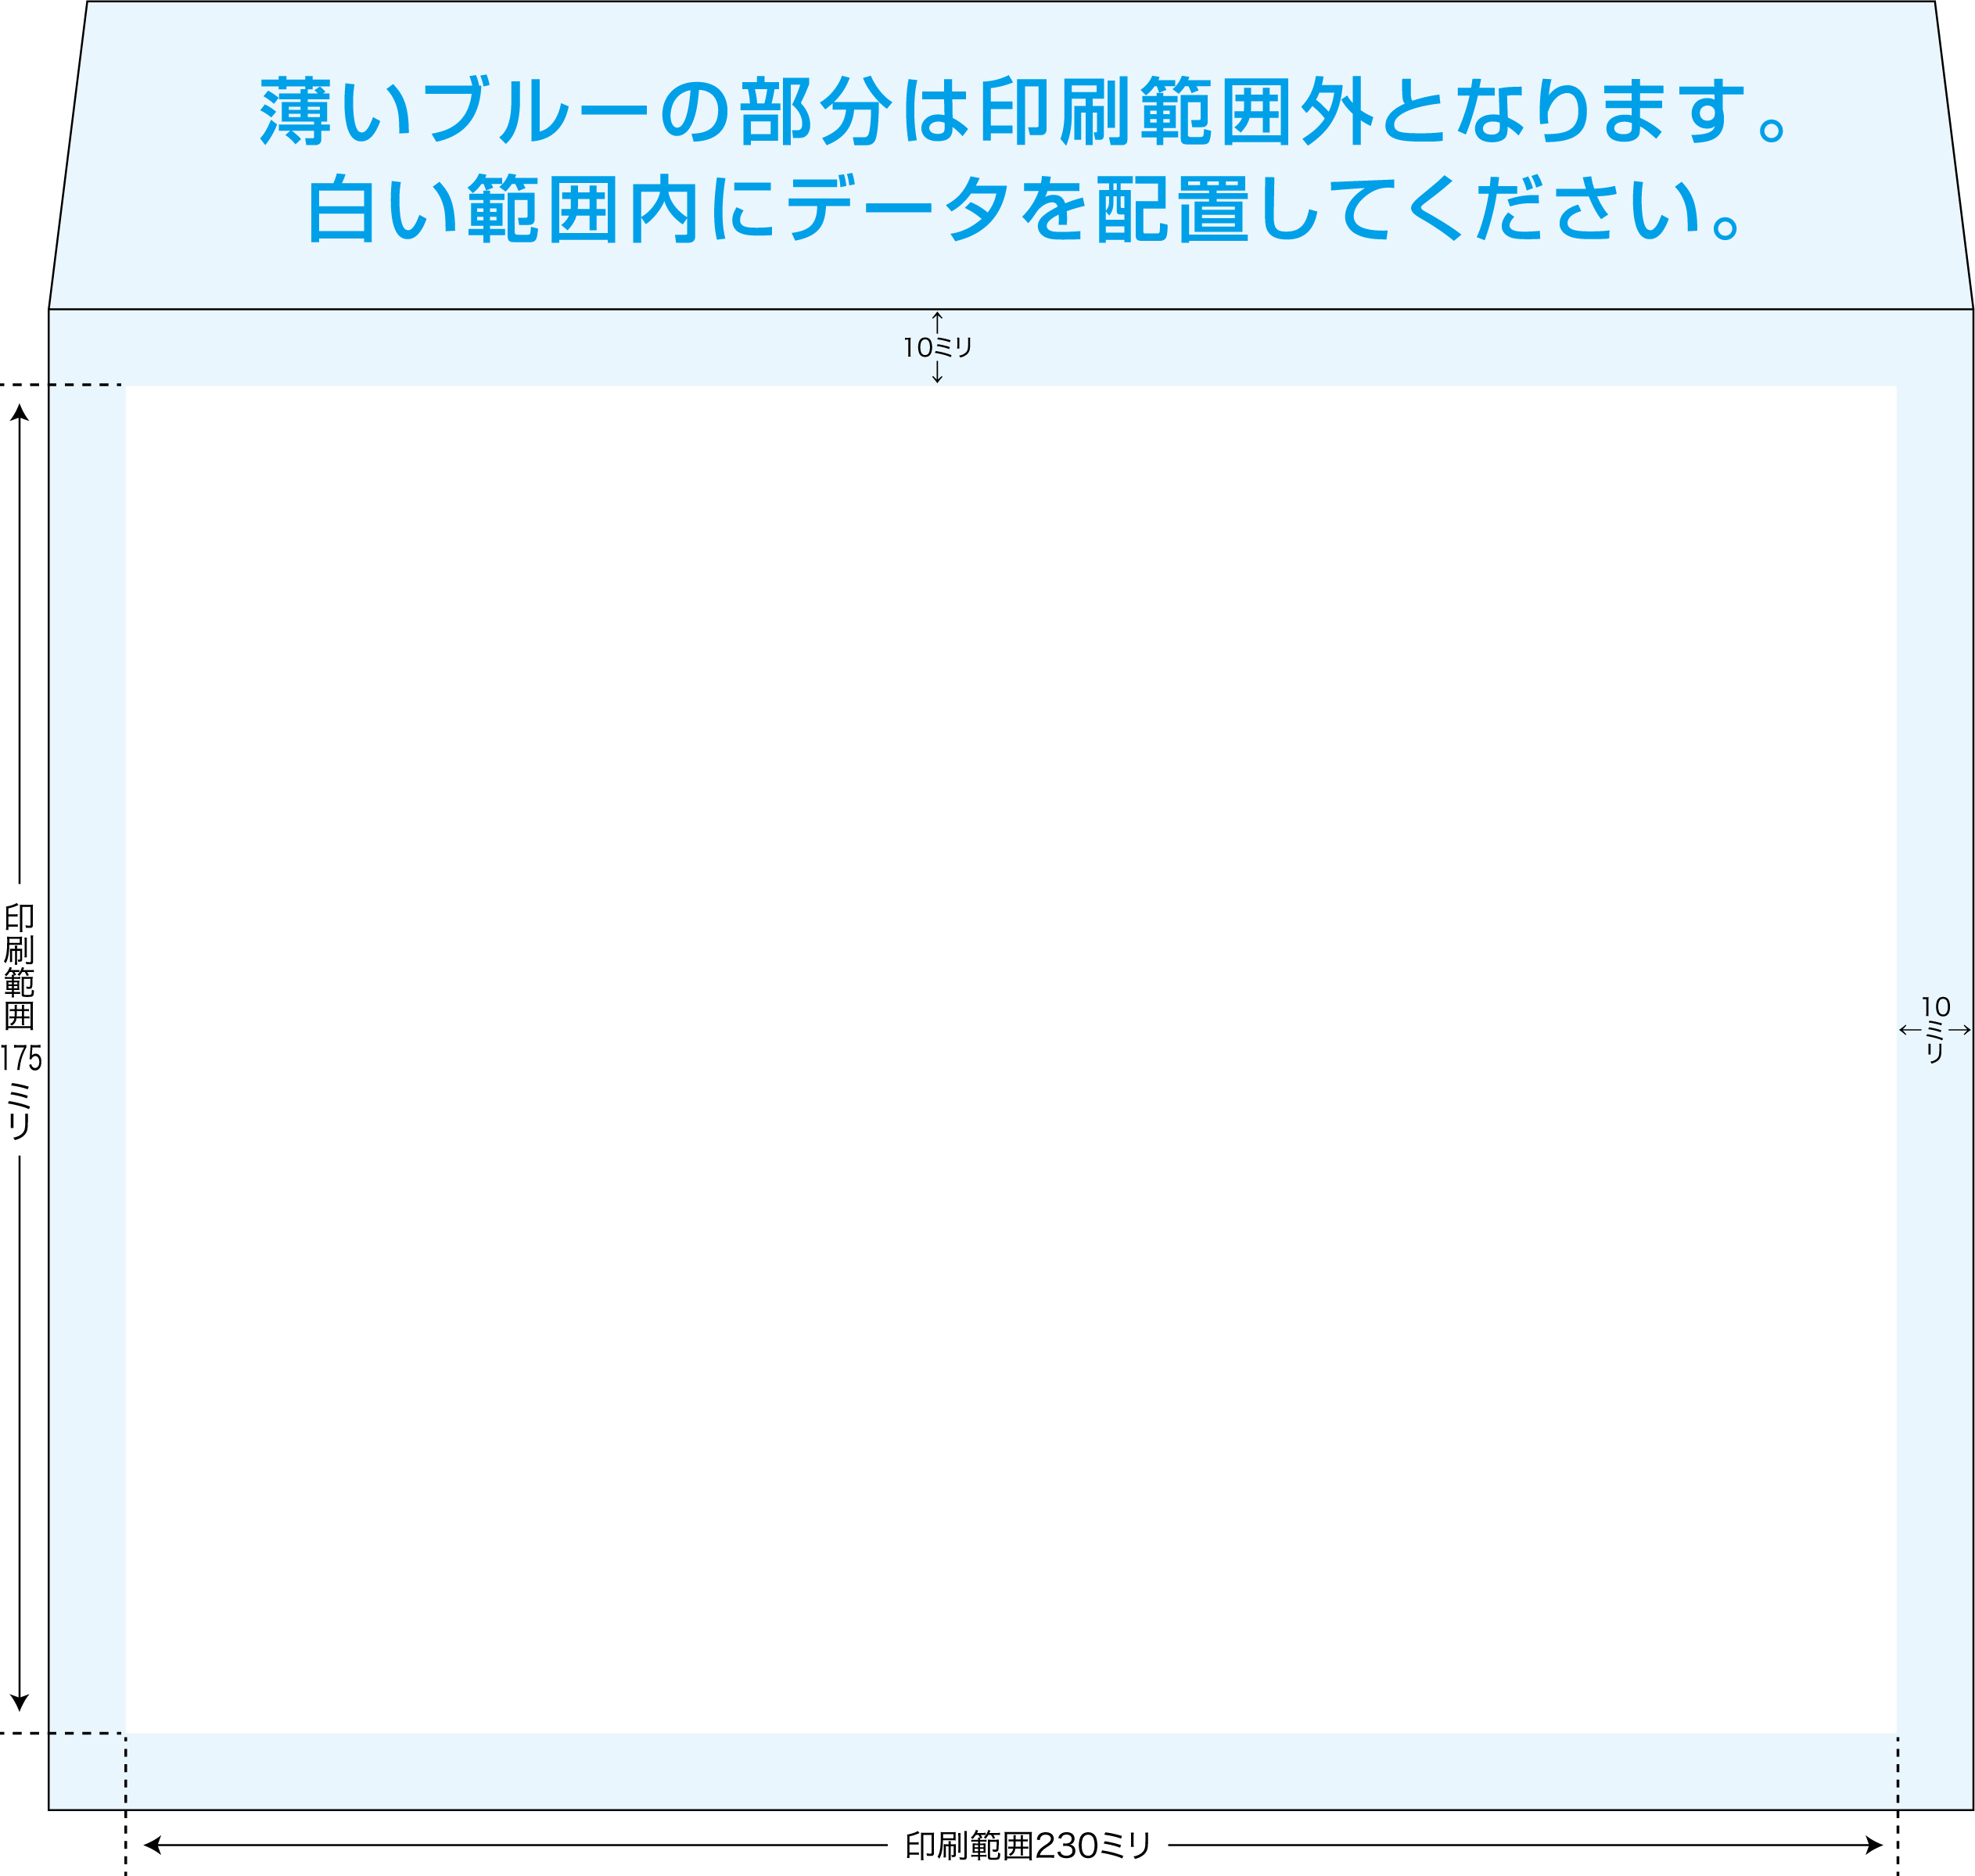 薄いブルーの部分は印刷範囲外となります。
白い範囲内にデータを配置してください。
10ミリ
印刷範囲175ミリ
10ミリ
印刷範囲230ミリ